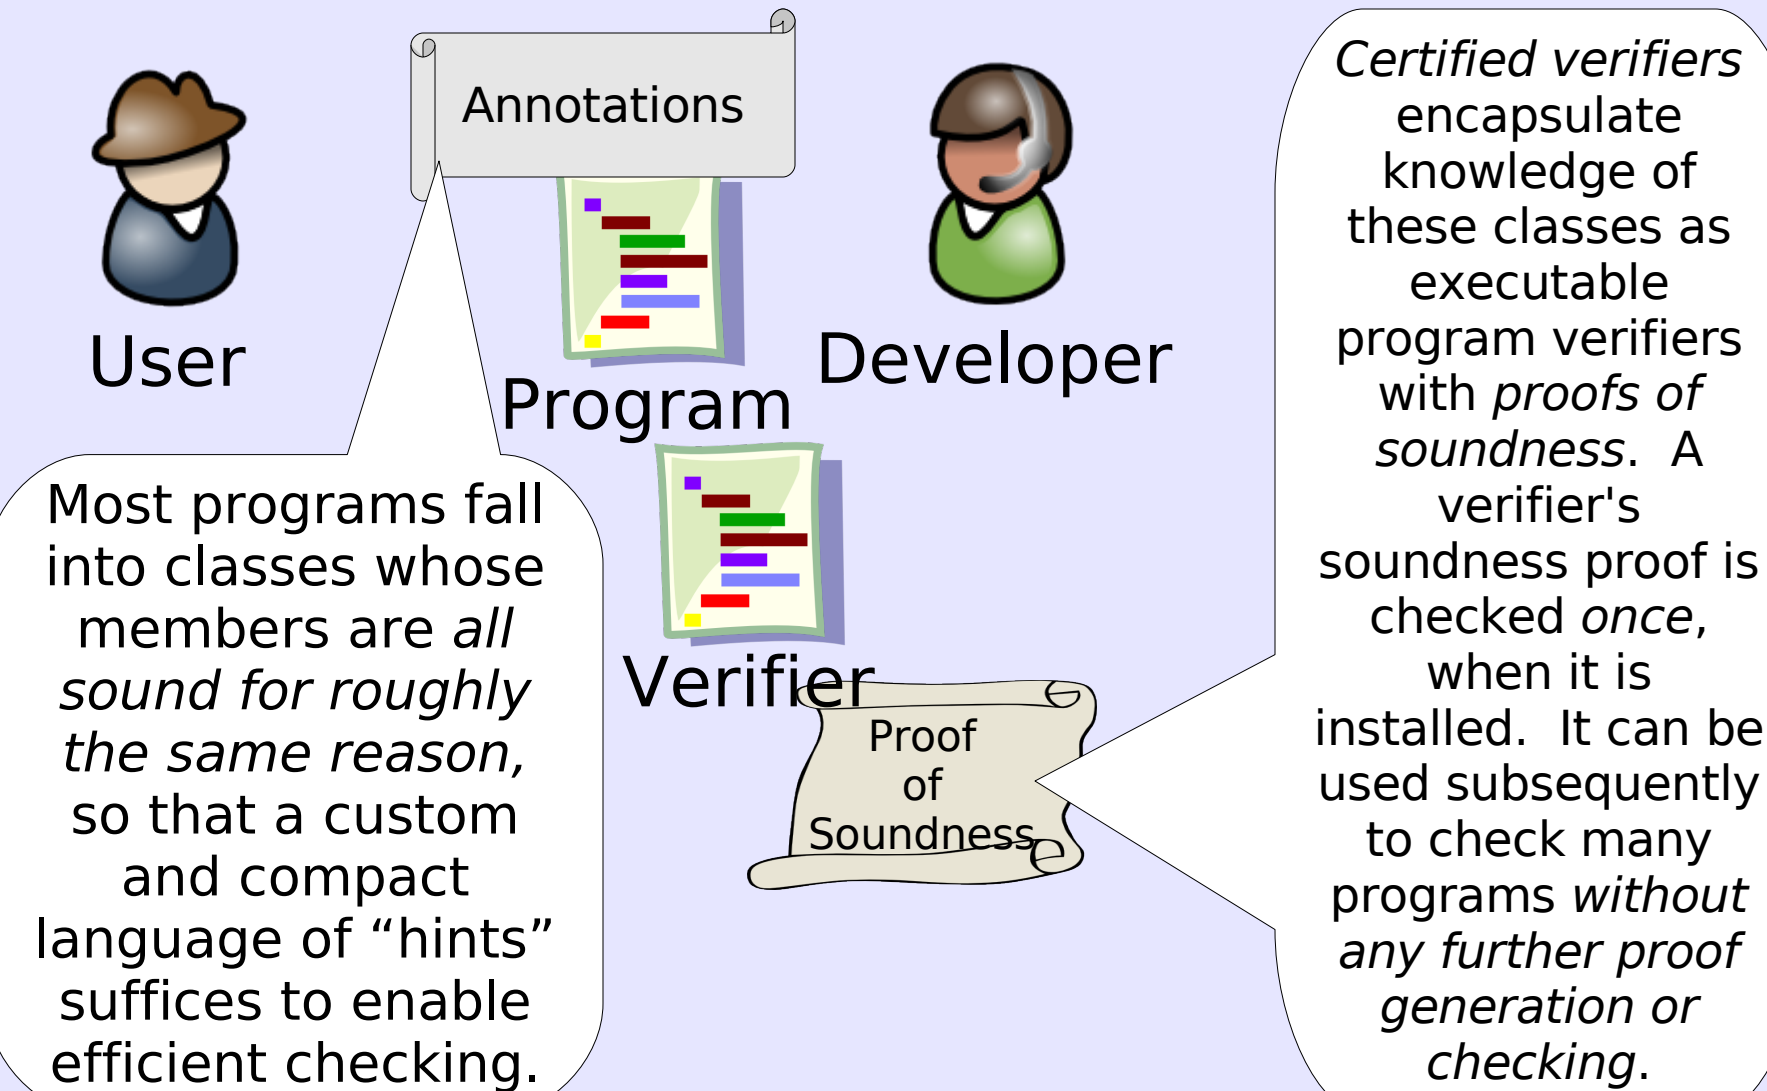 Annotations
User
Program
Developer
Verifier
Proof
of
Soundness
Most programs fall
into classes whose
members are all
sound for roughly
the same reason,
so that a custom
and compact
language of “hints”
suffices to enable
efficient checking.
Certified verifiers
encapsulate
knowledge of
these classes as
executable
program verifiers
with proofs of
soundness.  A
verifier's
soundness proof is
checked once,
when it is
installed.  It can be
used subsequently
to check many
programs without
any further proof
generation or
checking.